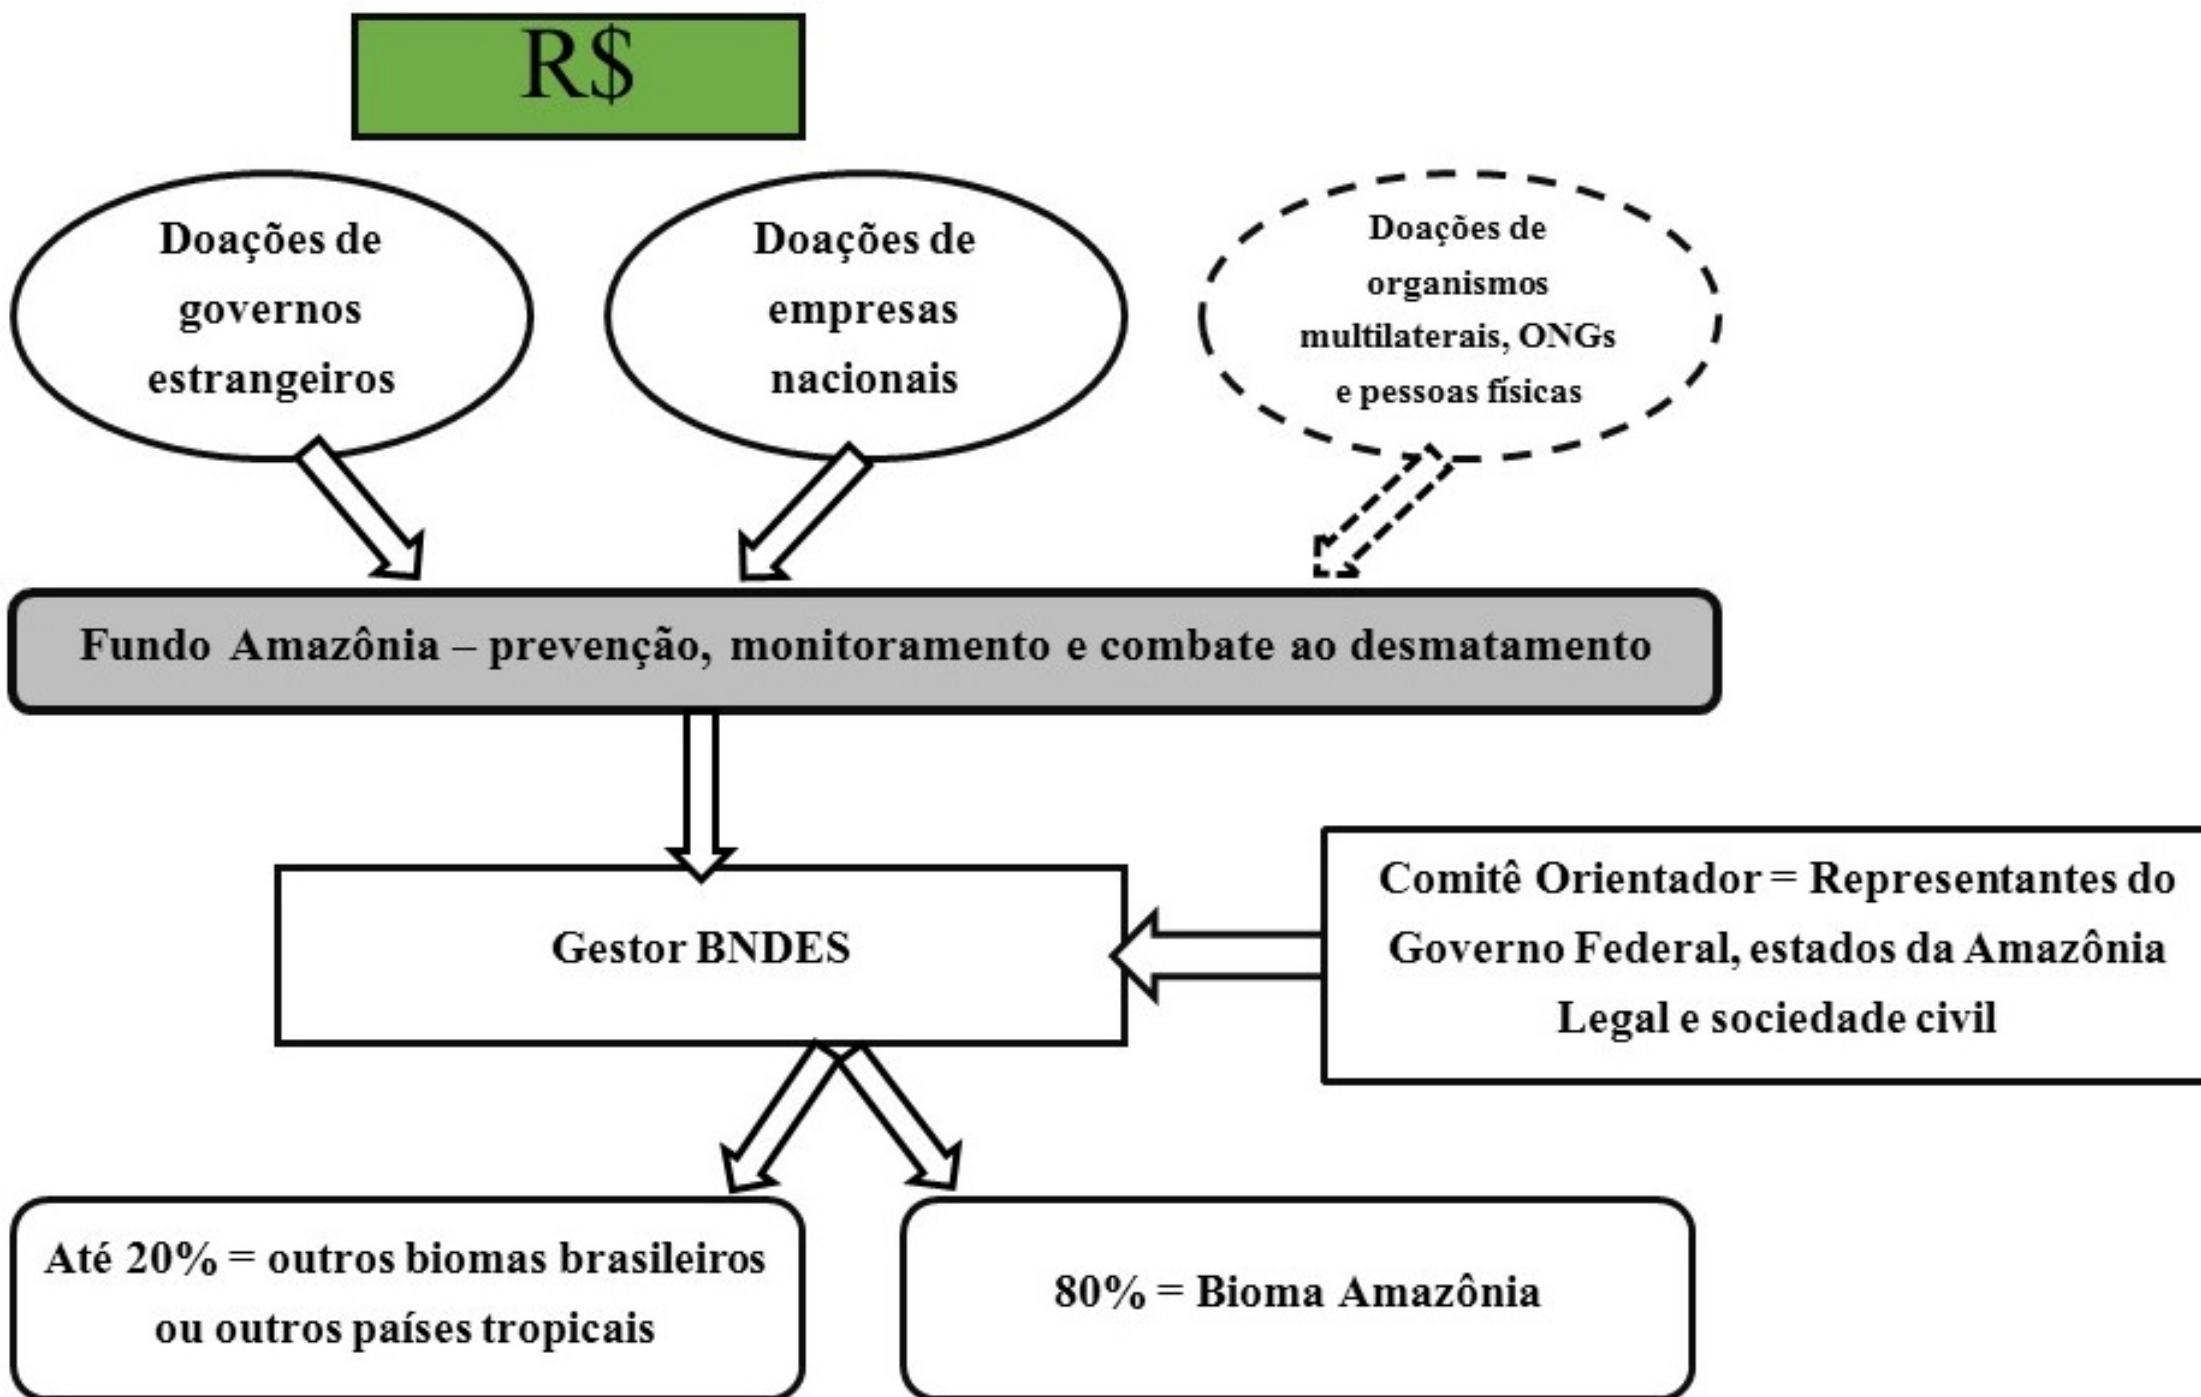 R$
Doações de
governos
estrangeiros
Doações de
empresas
nacionais
Doações de
organismos
multilaterais, ONGs
e pessoas físicas
Fundo Amazônia – prevenção, monitoramento e combate ao desmatamento
Gestor BNDES
Comitê Orientador = Representantes do
Governo Federal, estados da Amazônia
Legal e sociedade civil
Até 20% = outros biomas brasileiros
ou outros países tropicais
80% = Bioma Amazônia